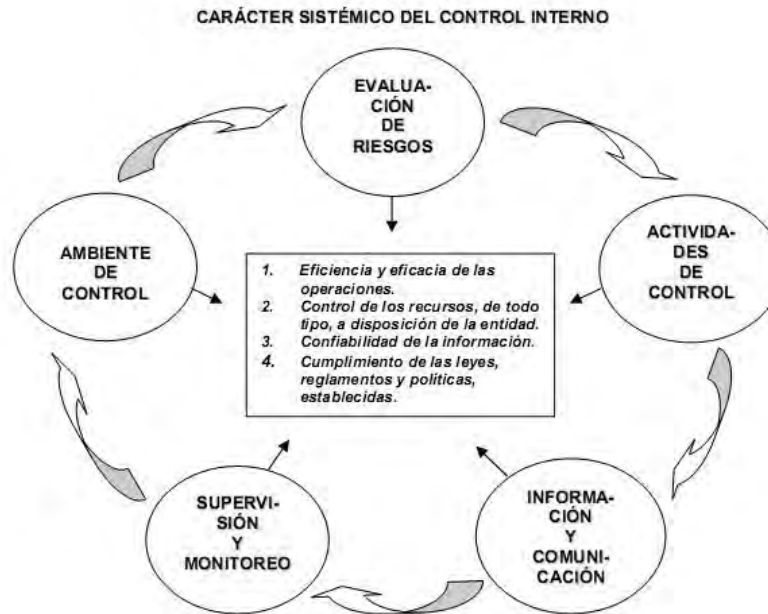 CARÁCTER SISTÉMICO DEL CONTROL INTERNO
EVALUA-
CIÓN
DE
RIESGOS
AMBIENTE
DE
CONTROL
ACTIVIDA-
DES
DE
CONTROL
1. Eficiencia y eficacia de las
operaciones.
2. Control de los recursos, de todo
tipo, a disposición de la entidad.
3. Confiabilidad de la información.
4. Cumplimiento de las leyes,
reglamentos y políticas,
establecidas.
SUPERVI-
SIÓN
Y
MONITOREO
INFORMA-
CIÓN
Y
COMUNI-
CACIÓN